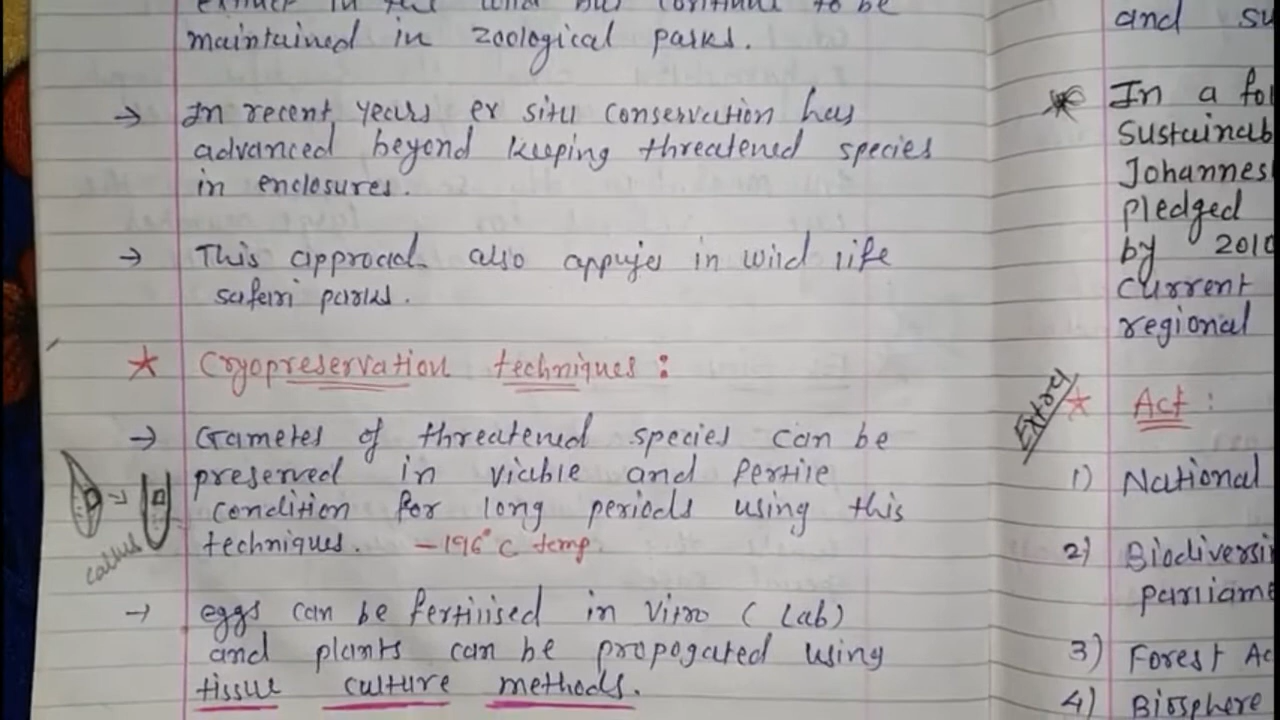 maintained in zoological parks.
→ In recent years ex situ conservation has
advanced beyond keeping threatened species
in enclosures.
→ This approach also appujes in wild life
safari parks.
* Cryopreservation techniques :
→ Gametes of threatened species can be
preserved in viable and fertile
condition for long periods using this
techniques. -196°C temp
callus
→ eggs can be fertilised in Vitro ( Lab)
and plants can be propogated using
tissue culture methods.
and su
* In a fo
Sustainab
Johannes
pledged
by 2010
current
regional
Extra
* Act :
1) National
2) Biodiversi
parliame
3) Forest Ac
4) Biosphere